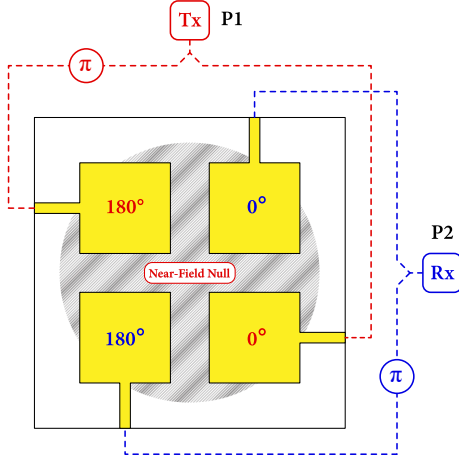 Tx P1
π
180° 0°
P2
Near-Field Null
Rx
180° 0°
π